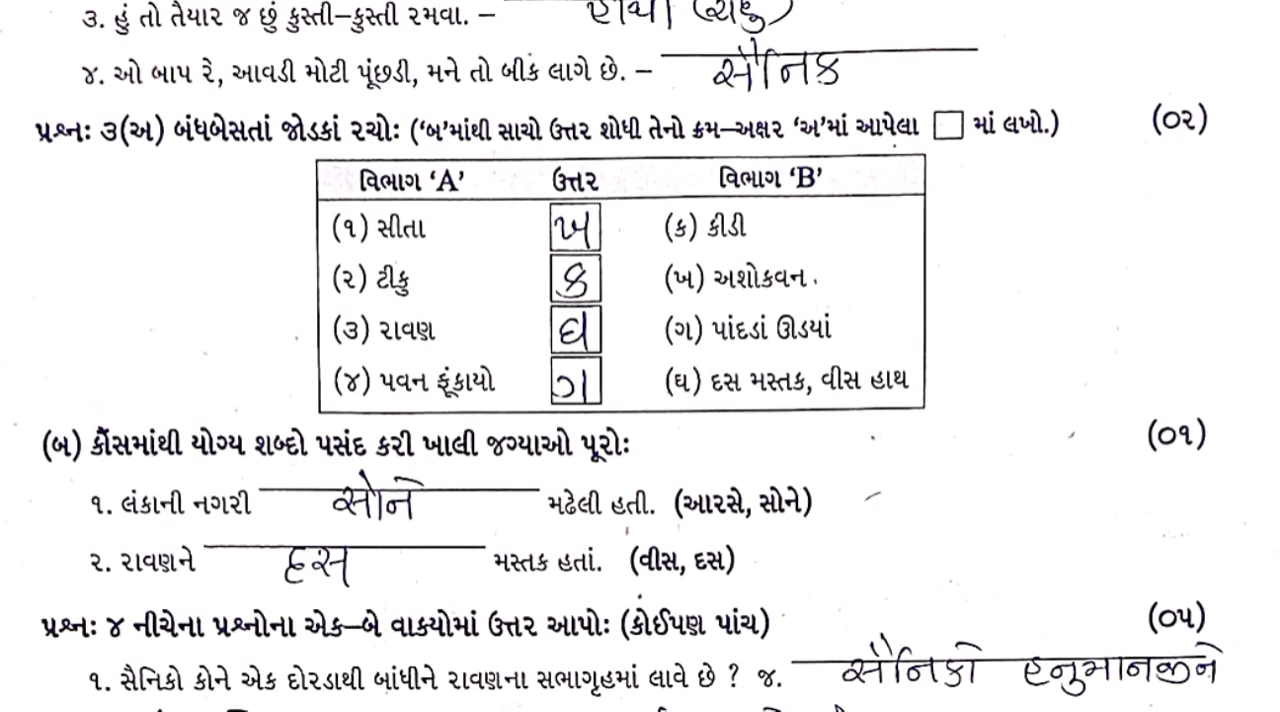 ૩. હું તો તૈયાર જ છું કુસ્તી–કુસ્તી રમવા. –
૪. ઓ બાપ રે, આવડી મોટી પૂંછડી, મને તો બીક લાગે છે. – સૈનિક
પ્રશ્નઃ ૩(અ) બંધબેસતાં જોડકાં રચોઃ (‘બ’માંથી સાચો ઉત્તર શોધી તેનો ક્રમ–અક્ષર ‘અ’માં આપેલા □ માં લખો.) (૦૨)
વિભાગ ‘A’ ઉત્તર વિભાગ ‘B’
(૧) સીતા ખ (ક) કીડી
(૨) ટીકુ ક (ખ) અશોકવન.
(૩) રાવણ ઘ (ગ) પાંદડાં ઊડયાં
(૪) પવન ફૂંકાયો ગ (ઘ) દસ મસ્તક, વીસ હાથ
(બ) કૌંસમાંથી યોગ્ય શબ્દો પસંદ કરી ખાલી જગ્યાઓ પૂરોઃ (૦૧)
૧. લંકાની નગરી સોને મઢેલી હતી. (આરસે, સોને)
૨. રાવણને દસ મસ્તક હતાં. (વીસ, દસ)
પ્રશ્નઃ ૪ નીચેના પ્રશ્નોના એક–બે વાક્યોમાં ઉત્તર આપોઃ (કોઈપણ પાંચ) (૦૫)
૧. સૈનિકો કોને એક દોરડાથી બાંધીને રાવણના સભાગૃહમાં લાવે છે ? જ. સૈનિકો હનુમાનજીને